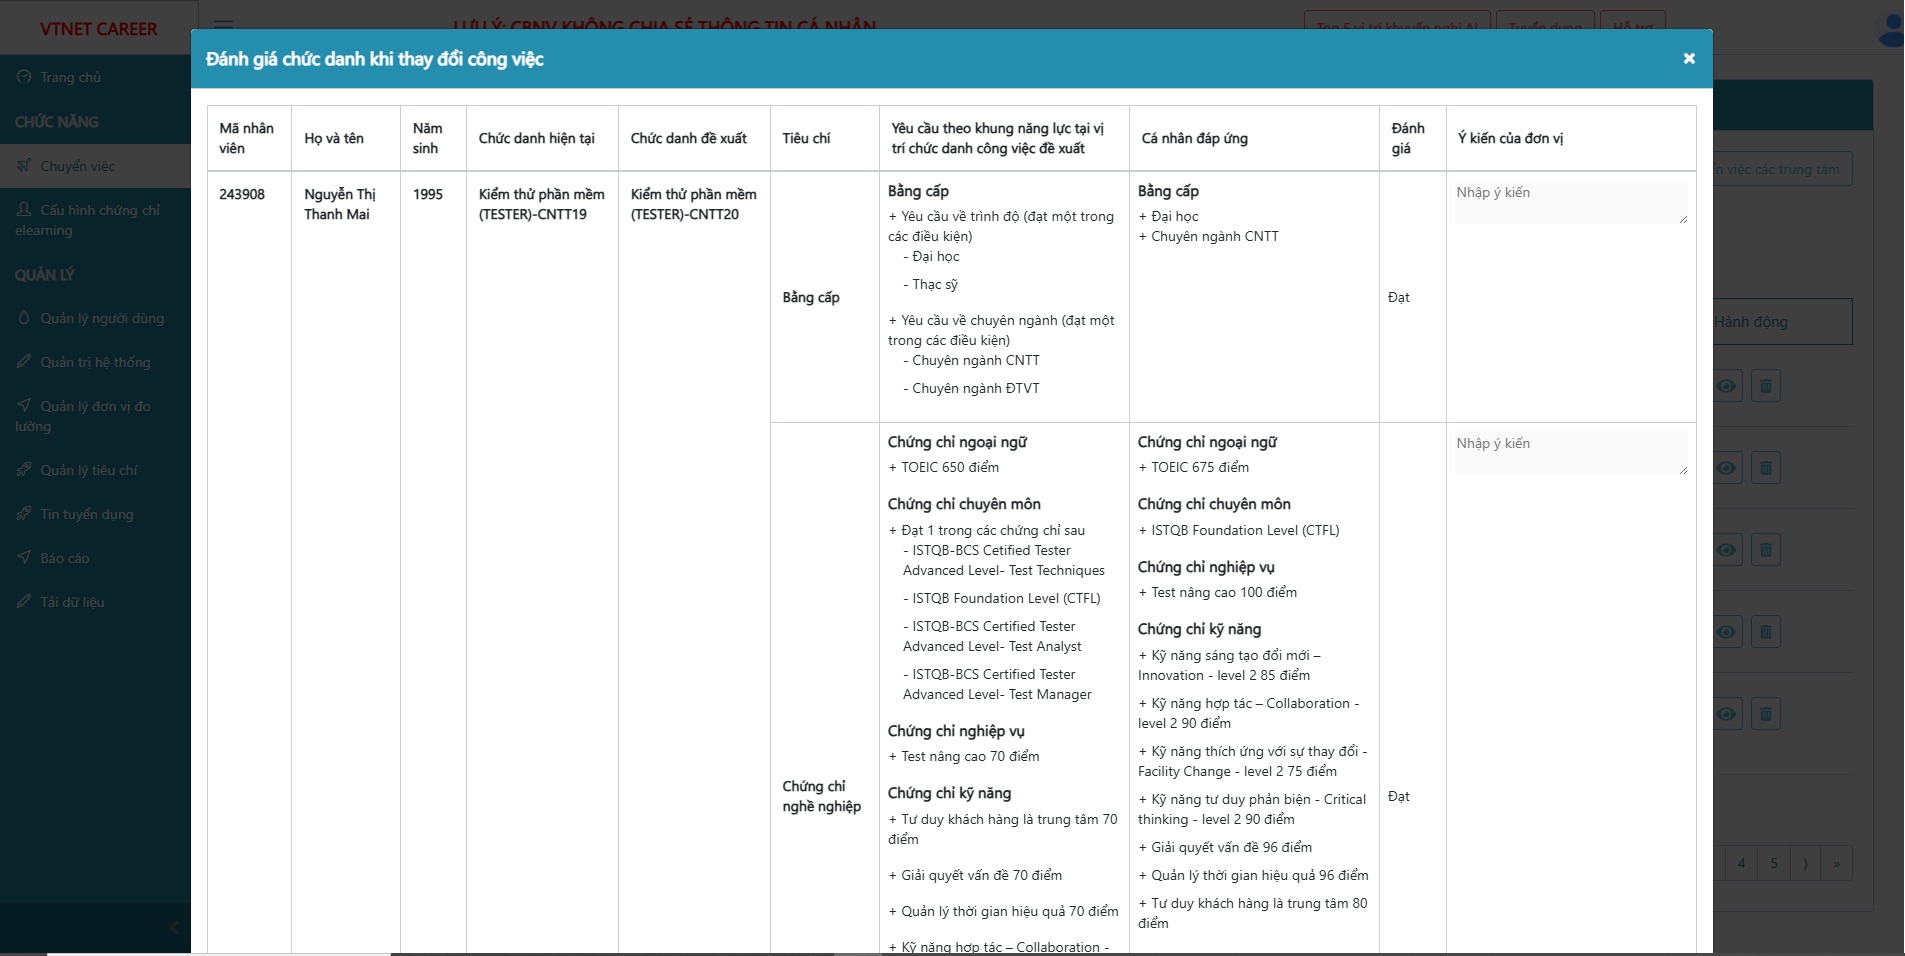 VTNET CAREER
LƯU LÝ: CBNV KHÔNG CHIA SẺ THÔNG TIN CÁ NHÂN
Top 5 vị trí khuyến nghị AI
Tuyển dụng
Hỗ trợ
Trang chủ
CHỨC NĂNG
Chuyển việc
Cấu hình chứng chỉ
elearning
QUẢN LÝ
Quản lý người dùng
Quản trị hệ thống
Quản lý đơn vị đo
lường
Quản lý tiêu chí
Tin tuyển dụng
Báo cáo
Tải dữ liệu
Đánh giá chức danh khi thay đổi công việc
×
Mã nhân
viên
Họ và tên
Năm
sinh
Chức danh hiện tại
Chức danh đề xuất
Tiêu chí
Yêu cầu theo khung năng lực tại vị
trí chức danh công việc đề xuất
Cá nhân đáp ứng
Đánh
giá
Ý kiến của đơn vị
243908
Nguyễn Thị
Thanh Mai
1995
Kiểm thử phần mềm
(TESTER)-CNTT19
Kiểm thử phần mềm
(TESTER)-CNTT20
Bằng cấp
Bằng cấp
+ Yêu cầu về trình độ (đạt một trong
các điều kiện)
- Đại học
- Thạc sỹ
+ Yêu cầu về chuyên ngành (đạt một
trong các điều kiện)
- Chuyên ngành CNTT
- Chuyên ngành ĐTVT
Bằng cấp
+ Đại học
+ Chuyên ngành CNTT
Đạt
Nhập ý kiến
Chứng chỉ
nghề nghiệp
Chứng chỉ ngoại ngữ
+ TOEIC 650 điểm
Chứng chỉ chuyên môn
+ Đạt 1 trong các chứng chỉ sau
- ISTQB-BCS Cetified Tester
Advanced Level- Test Techniques
- ISTQB Foundation Level (CTFL)
- ISTQB-BCS Certified Tester
Advanced Level- Test Analyst
- ISTQB-BCS Certified Tester
Advanced Level- Test Manager
Chứng chỉ nghiệp vụ
+ Test nâng cao 70 điểm
Chứng chỉ kỹ năng
+ Tư duy khách hàng là trung tâm 70
điểm
+ Giải quyết vấn đề 70 điểm
+ Quản lý thời gian hiệu quả 70 điểm
+ Kỹ năng hợp tác – Collaboration -
Chứng chỉ ngoại ngữ
+ TOEIC 675 điểm
Chứng chỉ chuyên môn
+ ISTQB Foundation Level (CTFL)
Chứng chỉ nghiệp vụ
+ Test nâng cao 100 điểm
Chứng chỉ kỹ năng
+ Kỹ năng sáng tạo đổi mới –
Innovation - level 2 85 điểm
+ Kỹ năng hợp tác – Collaboration -
level 2 90 điểm
+ Kỹ năng thích ứng với sự thay đổi -
Facility Change - level 2 75 điểm
+ Kỹ năng tư duy phản biện - Critical
thinking - level 2 90 điểm
+ Giải quyết vấn đề 96 điểm
+ Quản lý thời gian hiệu quả 96 điểm
+ Tư duy khách hàng là trung tâm 80
điểm
Đạt
Nhập ý kiến
việc các trung tâm
Hành động
4
5
⟩
»